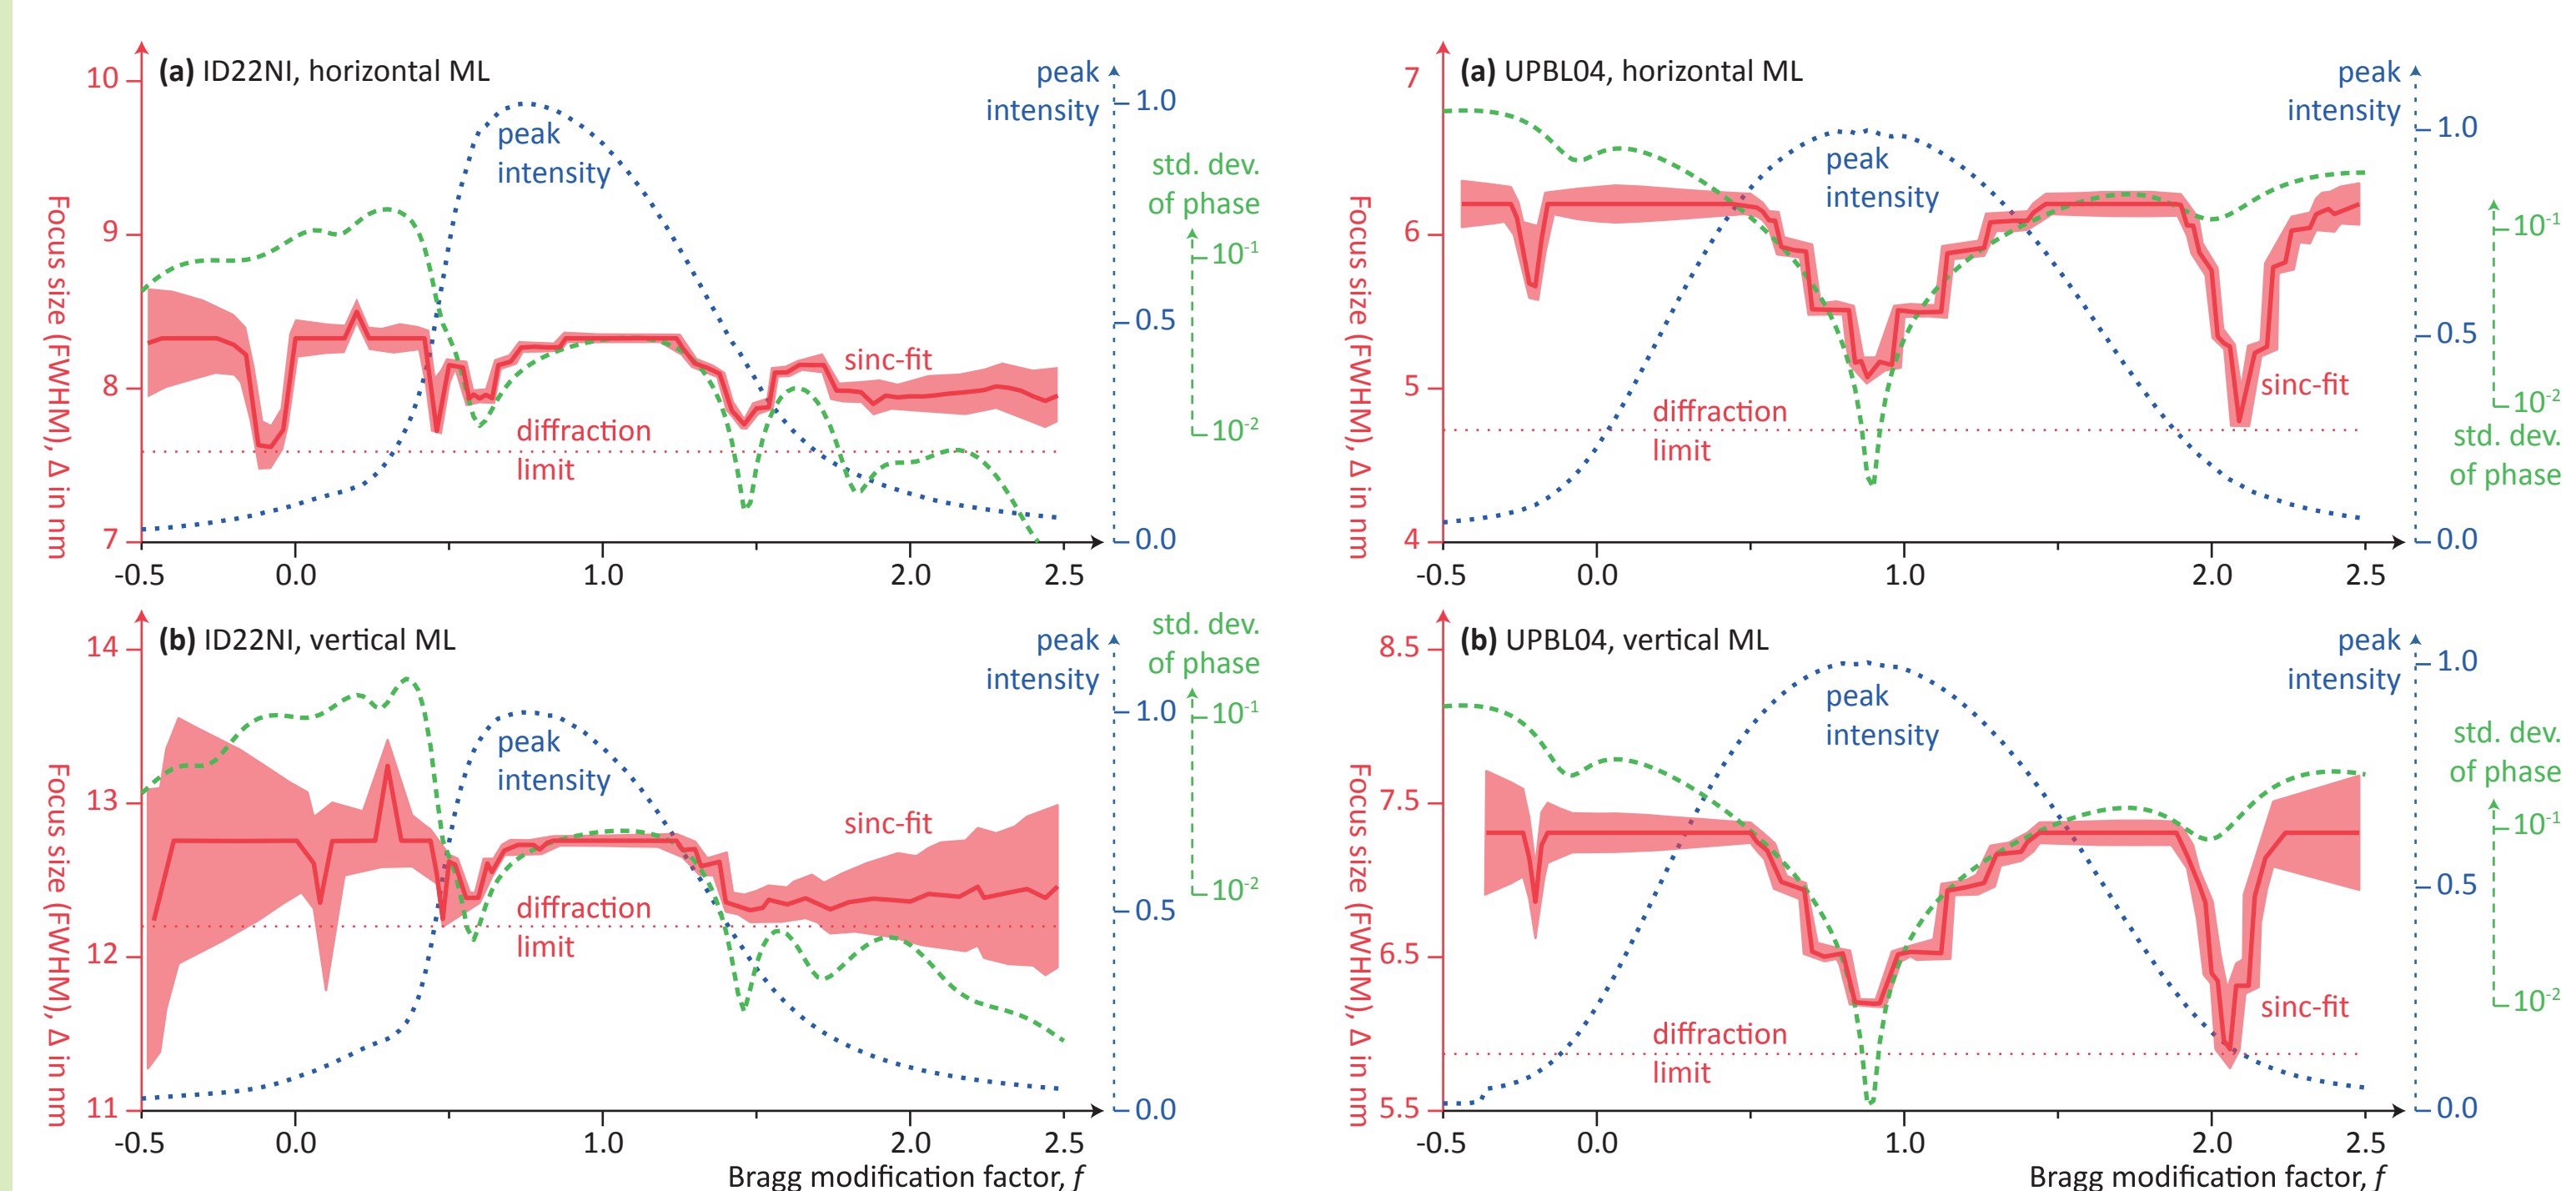 (a) ID22NI, horizontal ML
Focus size (FWHM), Δ in nm
10
9
8
7
peak
intensity
sinc-fit
diffraction
limit
peak
intensity
1.0
0.5
0.0
std. dev.
of phase
10-1
10-2
-0.5 0.0 1.0 2.0 2.5
(a) UPBL04, horizontal ML
Focus size (FWHM), Δ in nm
7
6
5
4
peak
intensity
sinc-fit
diffraction
limit
peak
intensity
1.0
0.5
0.0
10-1
10-2
std. dev.
of phase
-0.5 0.0 1.0 2.0 2.5
(b) ID22NI, vertical ML
Focus size (FWHM), Δ in nm
14
13
12
11
peak
intensity
sinc-fit
diffraction
limit
peak
intensity
1.0
0.5
0.0
std. dev.
of phase
10-1
10-2
-0.5 0.0 1.0 2.0 2.5
Bragg modification factor, f
(b) UPBL04, vertical ML
Focus size (FWHM), Δ in nm
8.5
7.5
6.5
5.5
peak
intensity
sinc-fit
diffraction
limit
peak
intensity
1.0
0.5
0.0
std. dev.
of phase
10-1
10-2
-0.5 0.0 1.0 2.0 2.5
Bragg modification factor, f